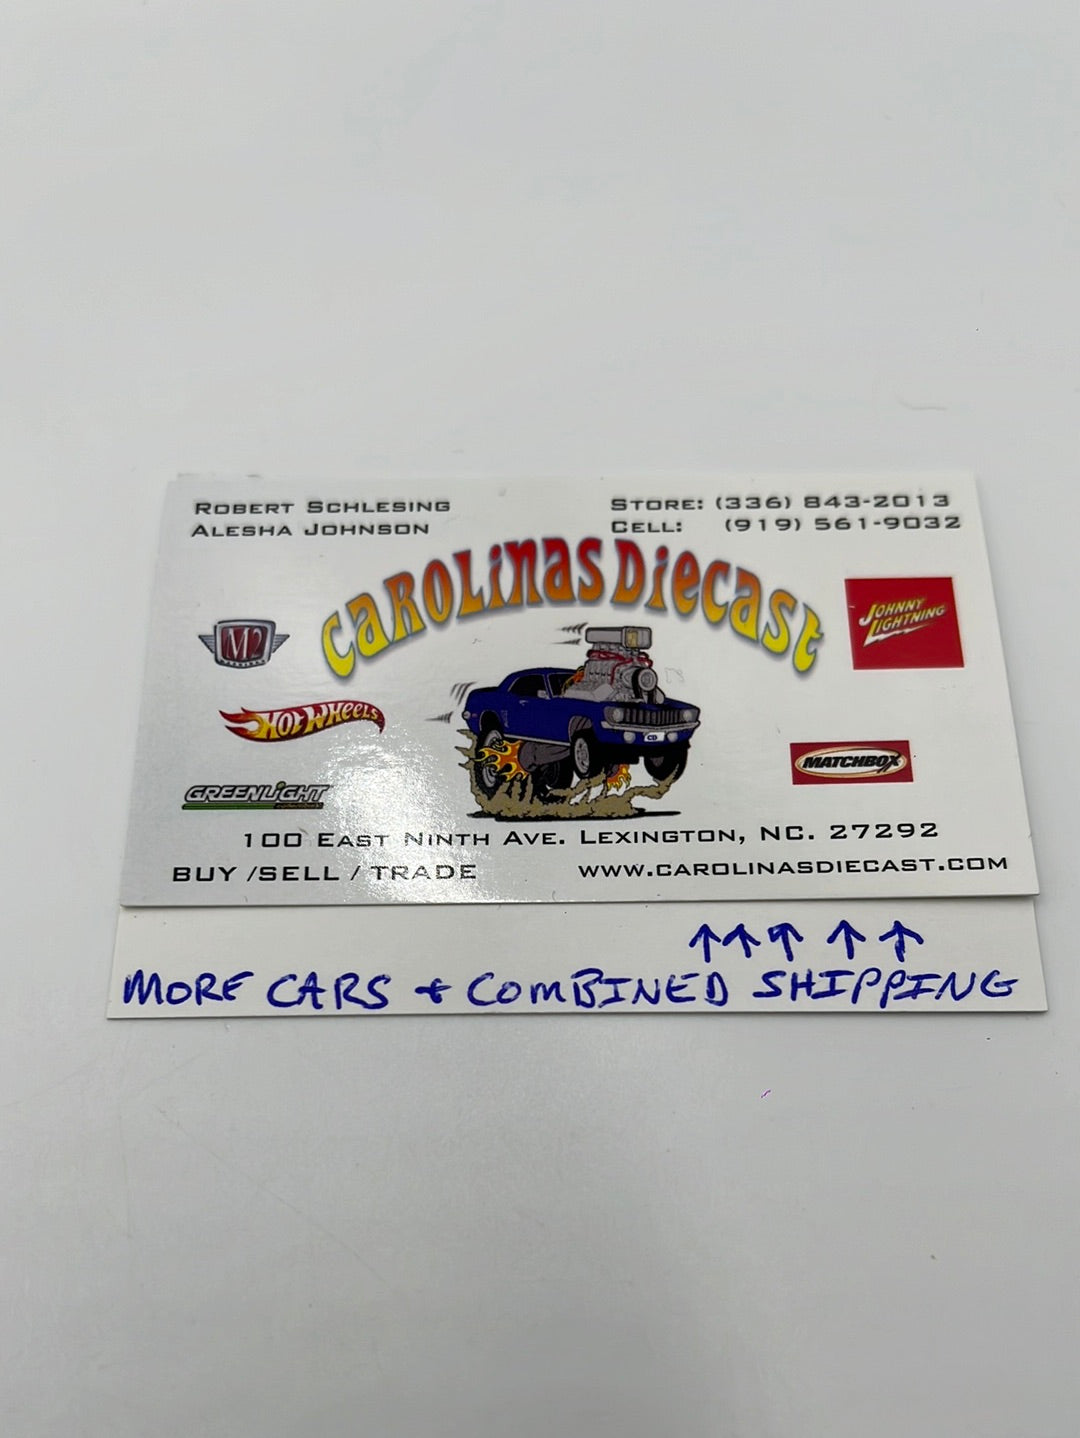 ROBERT SCHLESING
ALESHA JOHNSON
STORE: (336) 843-2013
CELL: (919) 561-9032
CAROLINAS DIECAST
M2
JOHNNY LIGHTNING
HOT WHEELS
MATCHBOX
GREENLIGHT
CD
100 EAST NINTH AVE. LEXINGTON, NC. 27292
BUY /SELL / TRADE
WWW.CAROLINASDIECAST.COM
↑↑↑ ↑ ↑
MORE CARS + COMBINED SHIPPING